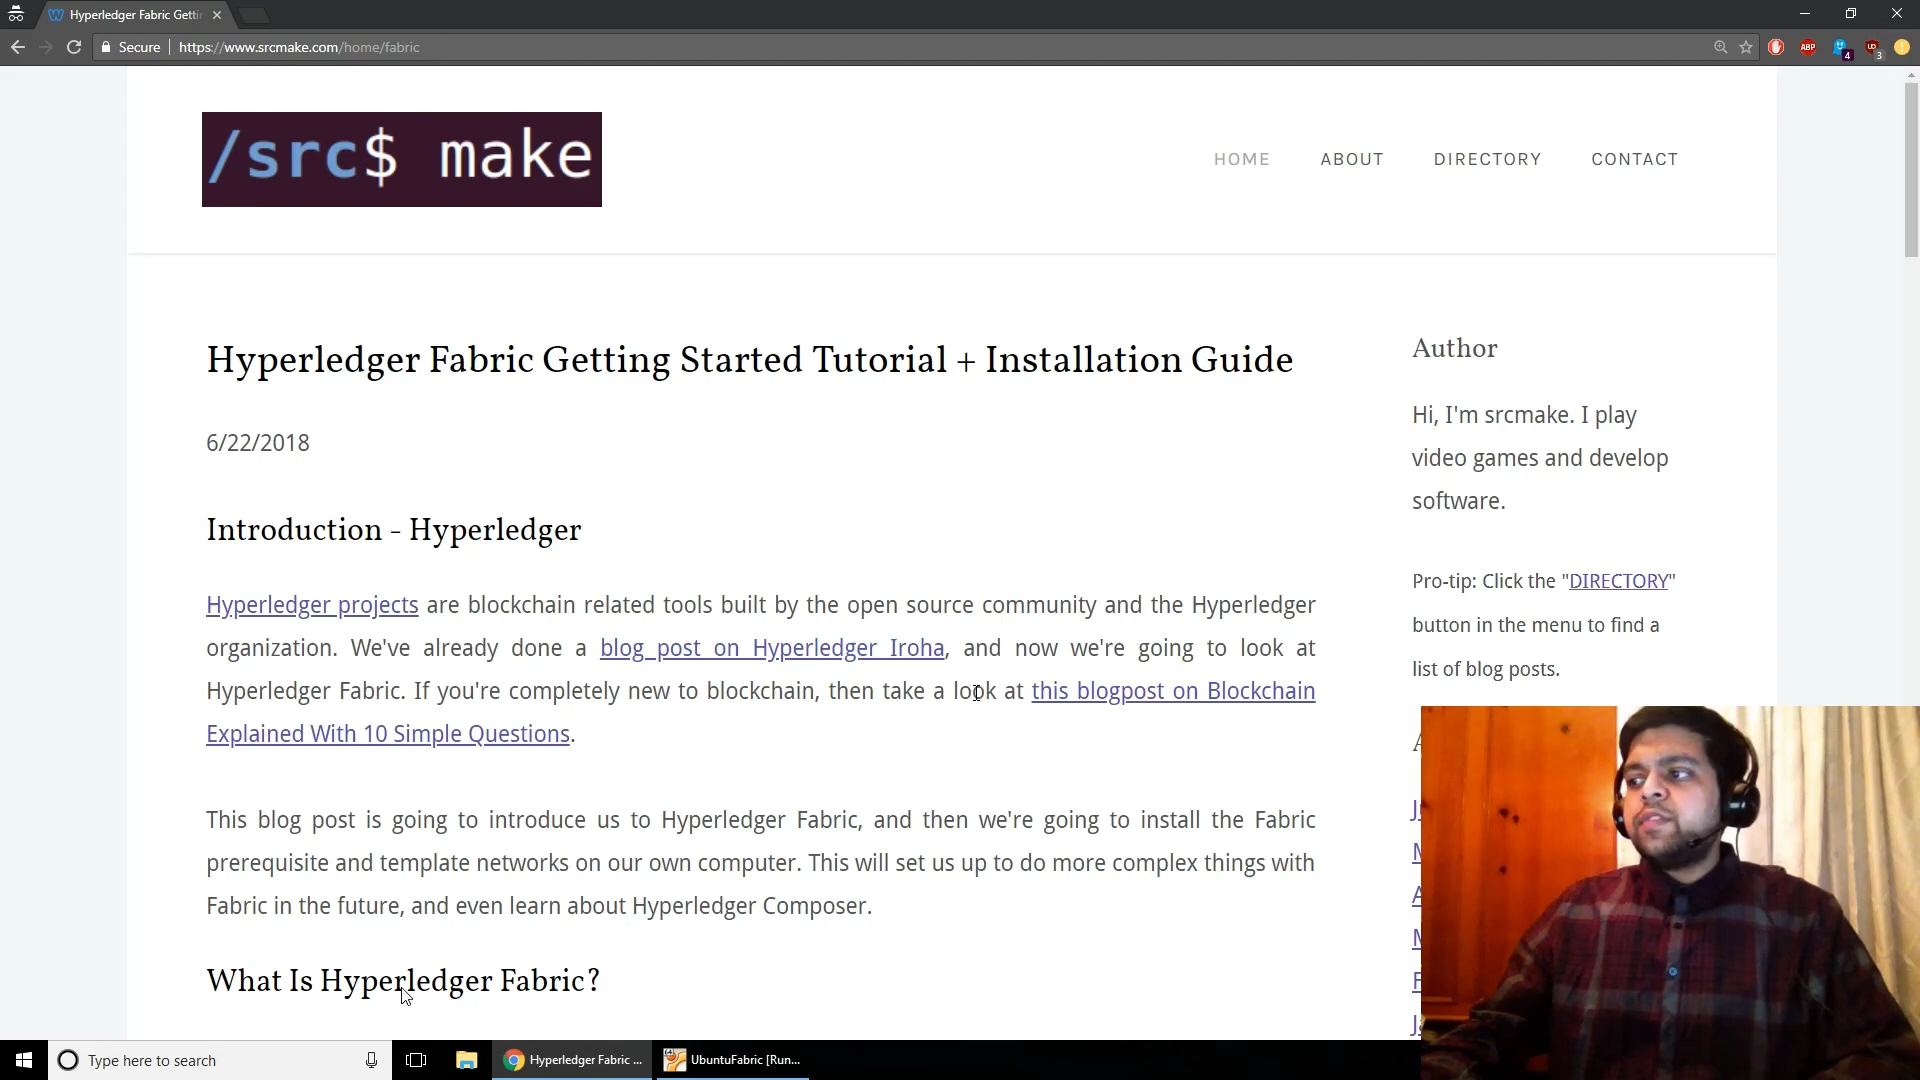 Hyperledger Fabric Getti
Secure
https://www.srcmake.com/home/fabric
ABP
4
3
/src$ make
HOME
ABOUT
DIRECTORY
CONTACT
Hyperledger Fabric Getting Started Tutorial + Installation Guide
6/22/2018
Introduction - Hyperledger
Hyperledger projects are blockchain related tools built by the open source community and the Hyperledger
organization. We've already done a blog post on Hyperledger Iroha, and now we're going to look at
Hyperledger Fabric. If you're completely new to blockchain, then take a look at this blogpost on Blockchain
Explained With 10 Simple Questions.
This blog post is going to introduce us to Hyperledger Fabric, and then we're going to install the Fabric
prerequisite and template networks on our own computer. This will set us up to do more complex things with
Fabric in the future, and even learn about Hyperledger Composer.
What Is Hyperledger Fabric?
Author
Hi, I'm srcmake. I play
video games and develop
software.
Pro-tip: Click the "DIRECTORY"
button in the menu to find a
list of blog posts.
Type here to search
Hyperledger Fabric ...
UbuntuFabric [Run...